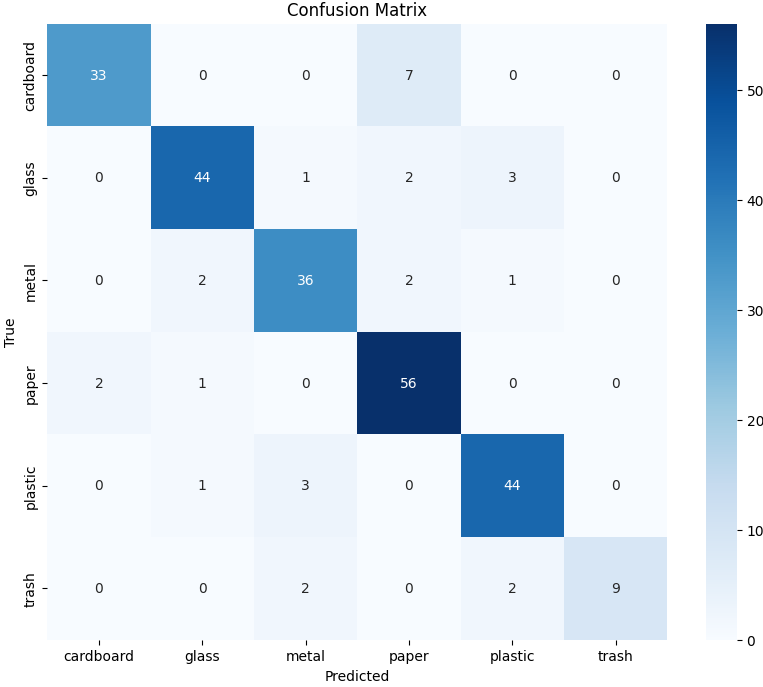 Confusion Matrix
cardboard 33 0 0 7 0 0
glass 0 44 1 2 3 0
metal 0 2 36 2 1 0
paper 2 1 0 56 0 0
plastic 0 1 3 0 44 0
trash 0 0 2 0 2 9
True
cardboard glass metal paper plastic trash
Predicted
50
40
30
20
10
0